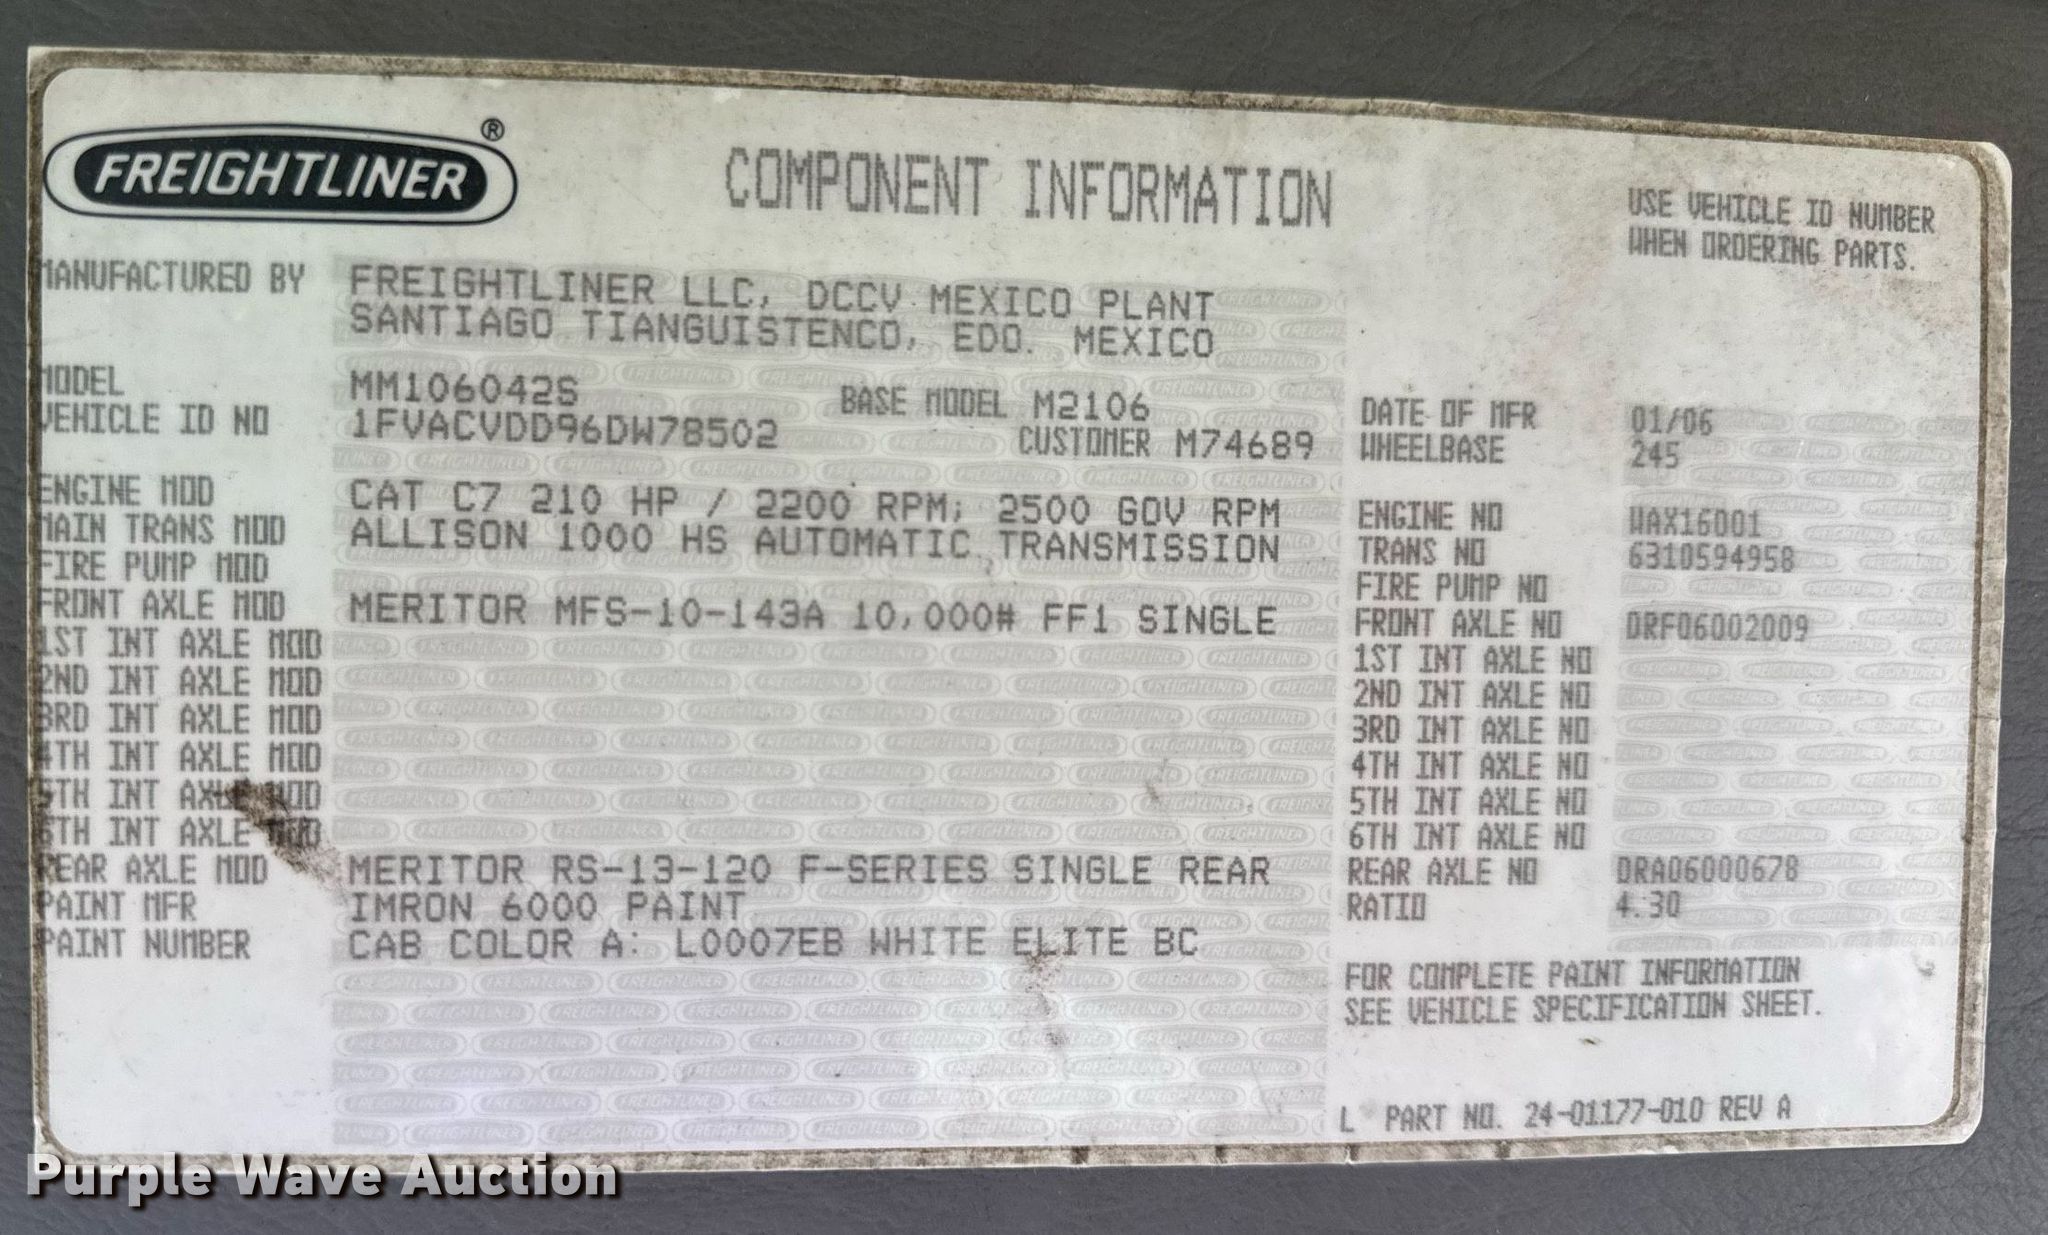 FREIGHTLINER ®
COMPONENT INFORMATION
USE VEHICLE ID NUMBER
WHEN ORDERING PARTS.
MANUFACTURED BY FREIGHTLINER LLC, DCCV MEXICO PLANT
SANTIAGO TIANGUISTENCO, EDO. MEXICO
MODEL MM106042S BASE MODEL M2106 DATE OF MFR 01/06
VEHICLE ID NO 1FVACVDD96DW78502 CUSTOMER M74689 WHEELBASE 245
ENGINE MOD CAT C7 210 HP / 2200 RPM; 2500 GOV RPM ENGINE NO WAX16001
MAIN TRANS MOD ALLISON 1000 HS AUTOMATIC TRANSMISSION TRANS NO 6310594958
FIRE PUMP MOD FIRE PUMP NO
FRONT AXLE MOD MERITOR MFS-10-143A 10,000# FF1 SINGLE FRONT AXLE NO DRF06002009
1ST INT AXLE MOD 1ST INT AXLE NO
2ND INT AXLE MOD 2ND INT AXLE NO
3RD INT AXLE MOD 3RD INT AXLE NO
4TH INT AXLE MOD 4TH INT AXLE NO
5TH INT AXLE MOD 5TH INT AXLE NO
6TH INT AXLE MOD 6TH INT AXLE NO
REAR AXLE MOD MERITOR RS-13-120 F-SERIES SINGLE REAR REAR AXLE NO DRA06000678
PAINT MFR IMRON 6000 PAINT RATIO 4.30
PAINT NUMBER CAB COLOR A: L0007EB WHITE ELITE BC
FOR COMPLETE PAINT INFORMATION
SEE VEHICLE SPECIFICATION SHEET.
L PART NO. 24-01177-010 REV A
Purple Wave Auction